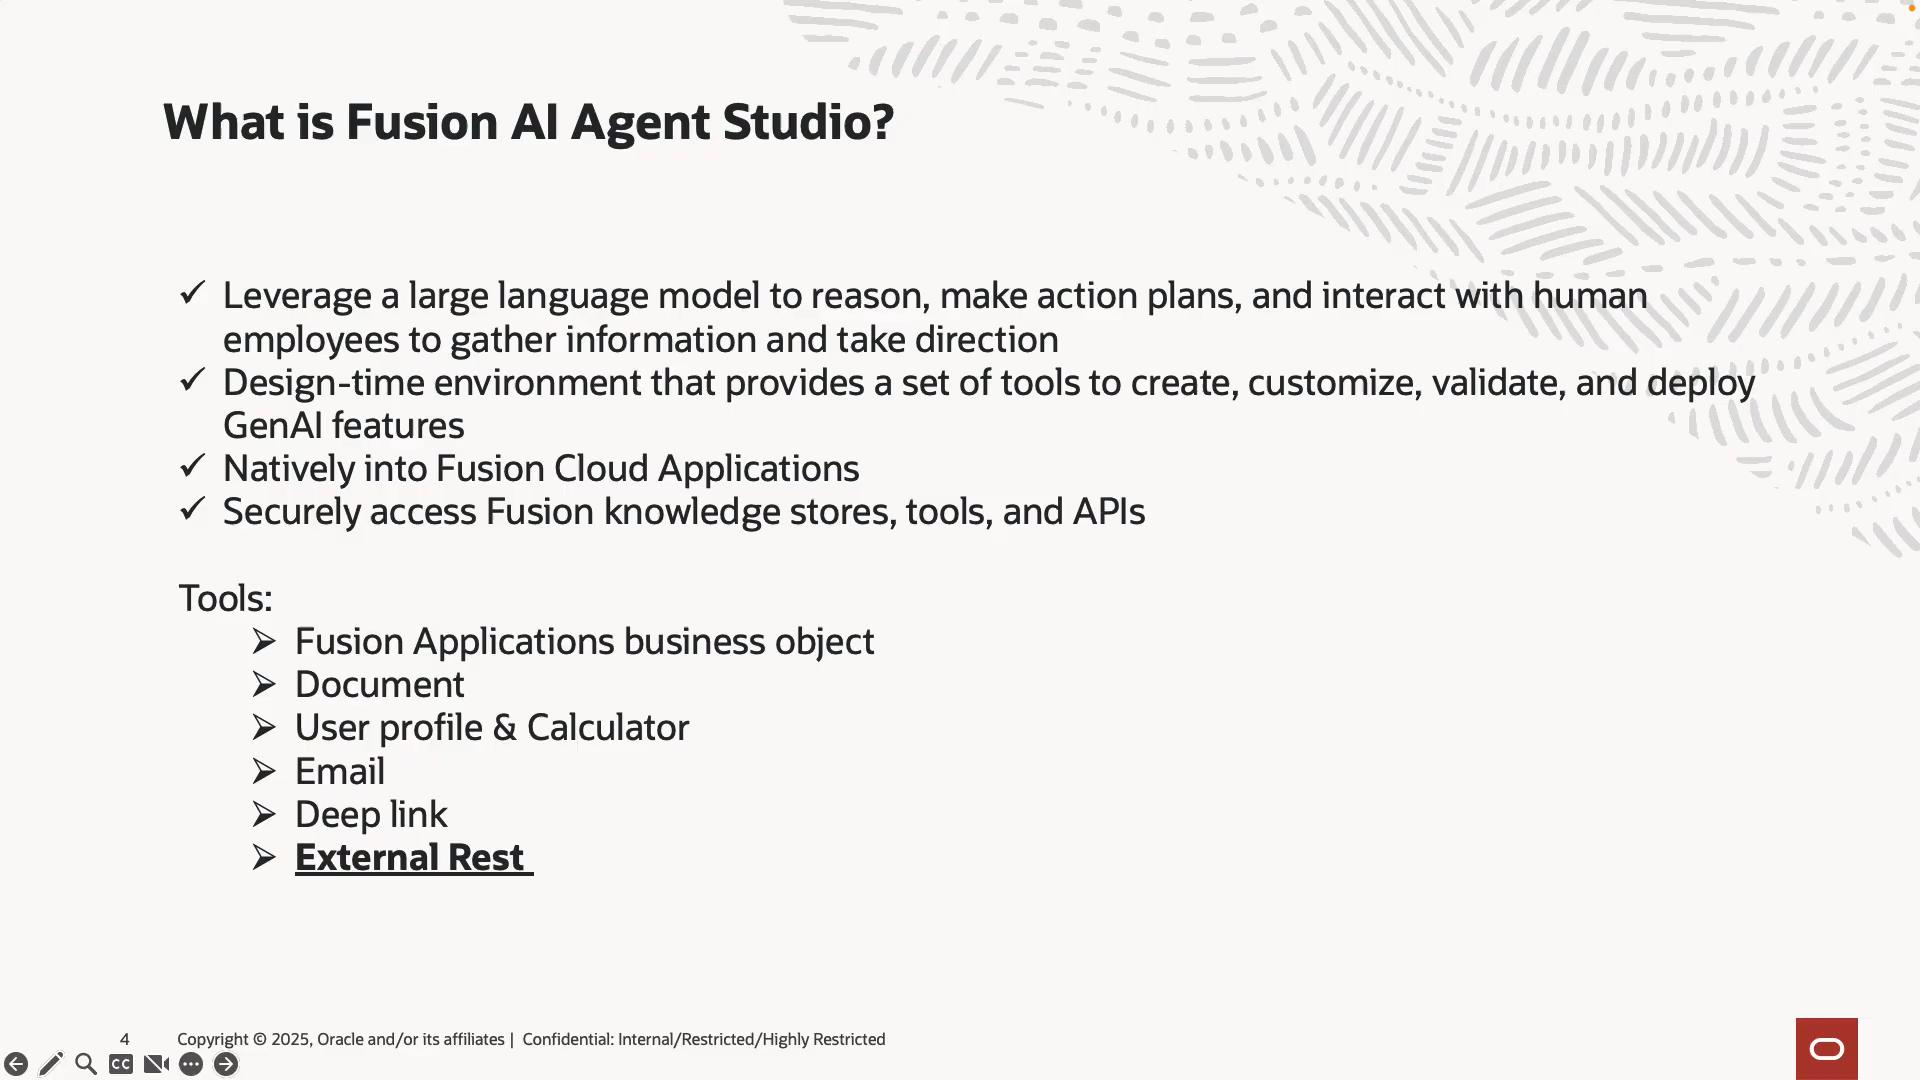 What is Fusion AI Agent Studio?
✓ Leverage a large language model to reason, make action plans, and interact with human
employees to gather information and take direction
✓ Design-time environment that provides a set of tools to create, customize, validate, and deploy
GenAI features
✓ Natively into Fusion Cloud Applications
✓ Securely access Fusion knowledge stores, tools, and APIs
Tools:
➢ Fusion Applications business object
➢ Document
➢ User profile & Calculator
➢ Email
➢ Deep link
➢ External Rest
4 Copyright © 2025, Oracle and/or its affiliates | Confidential: Internal/Restricted/Highly Restricted
CC